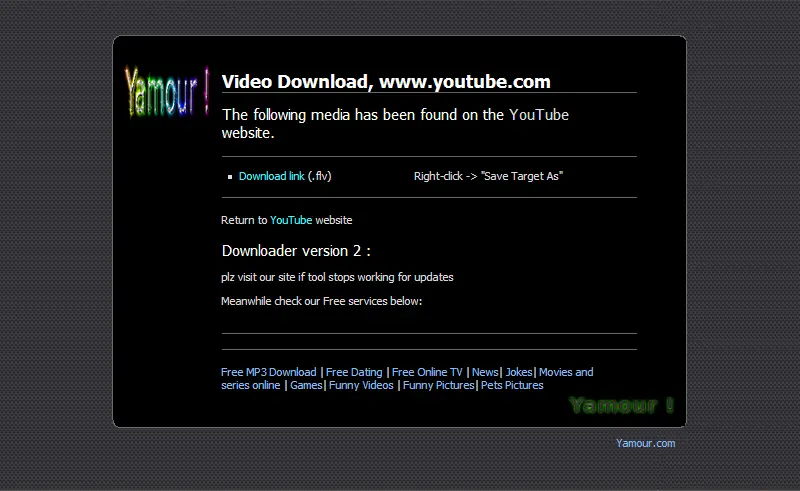 Yamour !
Video Download, www.youtube.com
The following media has been found on the YouTube
website.
Download link (.flv)
Right-click -> "Save Target As"
Return to YouTube website
Downloader version 2 :
plz visit our site if tool stops working for updates
Meanwhile check our Free services below:
Free MP3 Download | Free Dating | Free Online TV | News| Jokes| Movies and
series online | Games| Funny Videos | Funny Pictures| Pets Pictures
Yamour !
Yamour.com